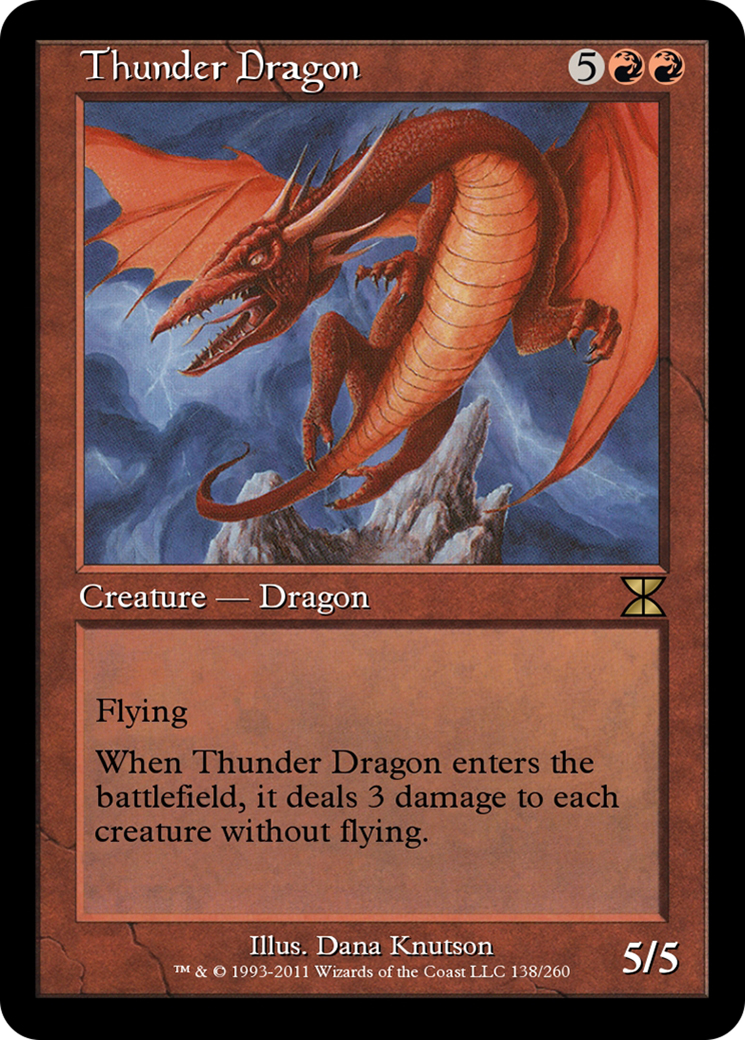 Thunder Dragon 5
Creature — Dragon
Flying
When Thunder Dragon enters the
battlefield, it deals 3 damage to each
creature without flying.
Illus. Dana Knutson
™ & © 1993-2011 Wizards of the Coast LLC 138/260
5/5